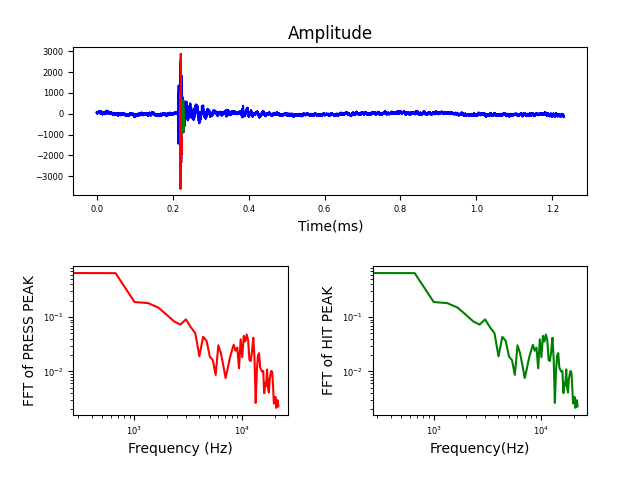 Amplitude
3000
2000
1000
0
−1000
−2000
−3000
0.0 0.2 0.4 0.6 0.8 1.0 1.2
Time(ms)
FFT of PRESS PEAK
10⁻¹
10⁻²
10³ 10⁴
Frequency (Hz)
FFT of HIT PEAK
10⁻¹
10⁻²
10³ 10⁴
Frequency(Hz)